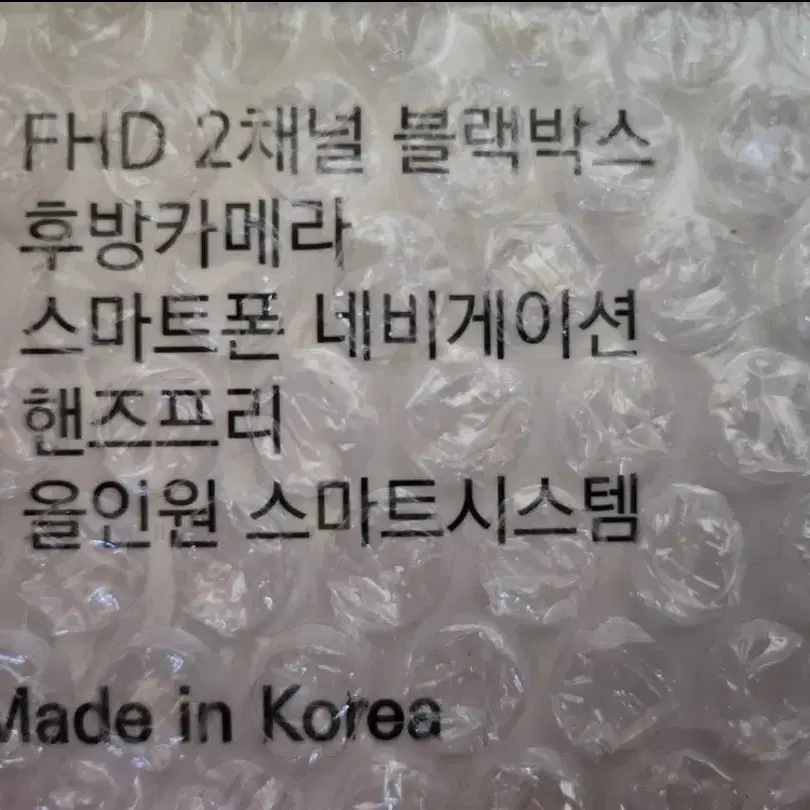 FHD 2채널 블랙박스
후방카메라
스마트폰 네비게이션
핸즈프리
올인원 스마트시스템
Made in Korea